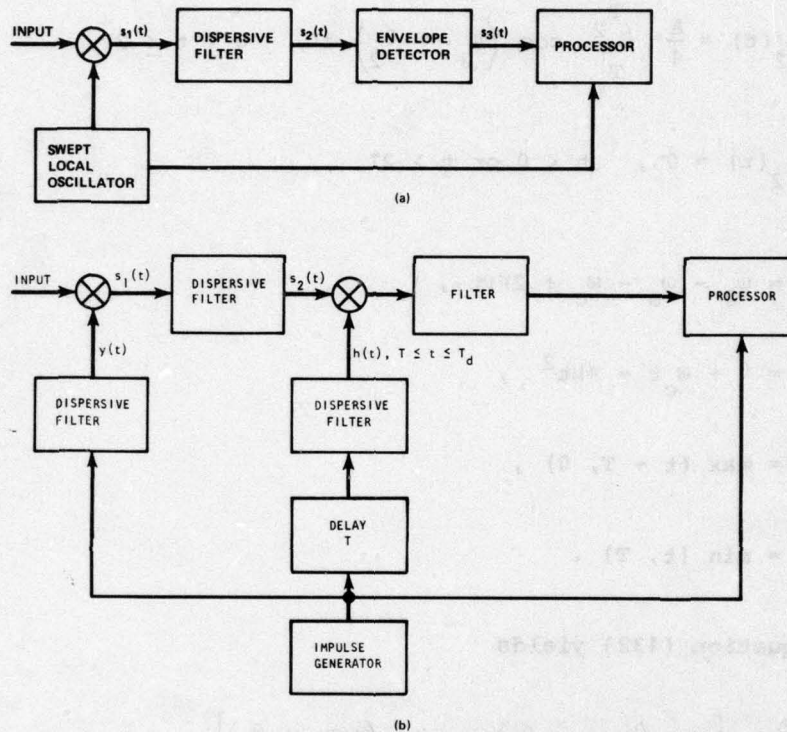 INPUT
s₁(t)
DISPERSIVE
FILTER
s₂(t)
ENVELOPE
DETECTOR
s₃(t)
PROCESSOR
SWEPT
LOCAL
OSCILLATOR
(a)
INPUT
s₁(t)
DISPERSIVE
FILTER
s₂(t)
FILTER
PROCESSOR
y(t)
h(t), T ≤ t ≤ T_d
DISPERSIVE
FILTER
DISPERSIVE
FILTER
DELAY
T
IMPULSE
GENERATOR
(b)